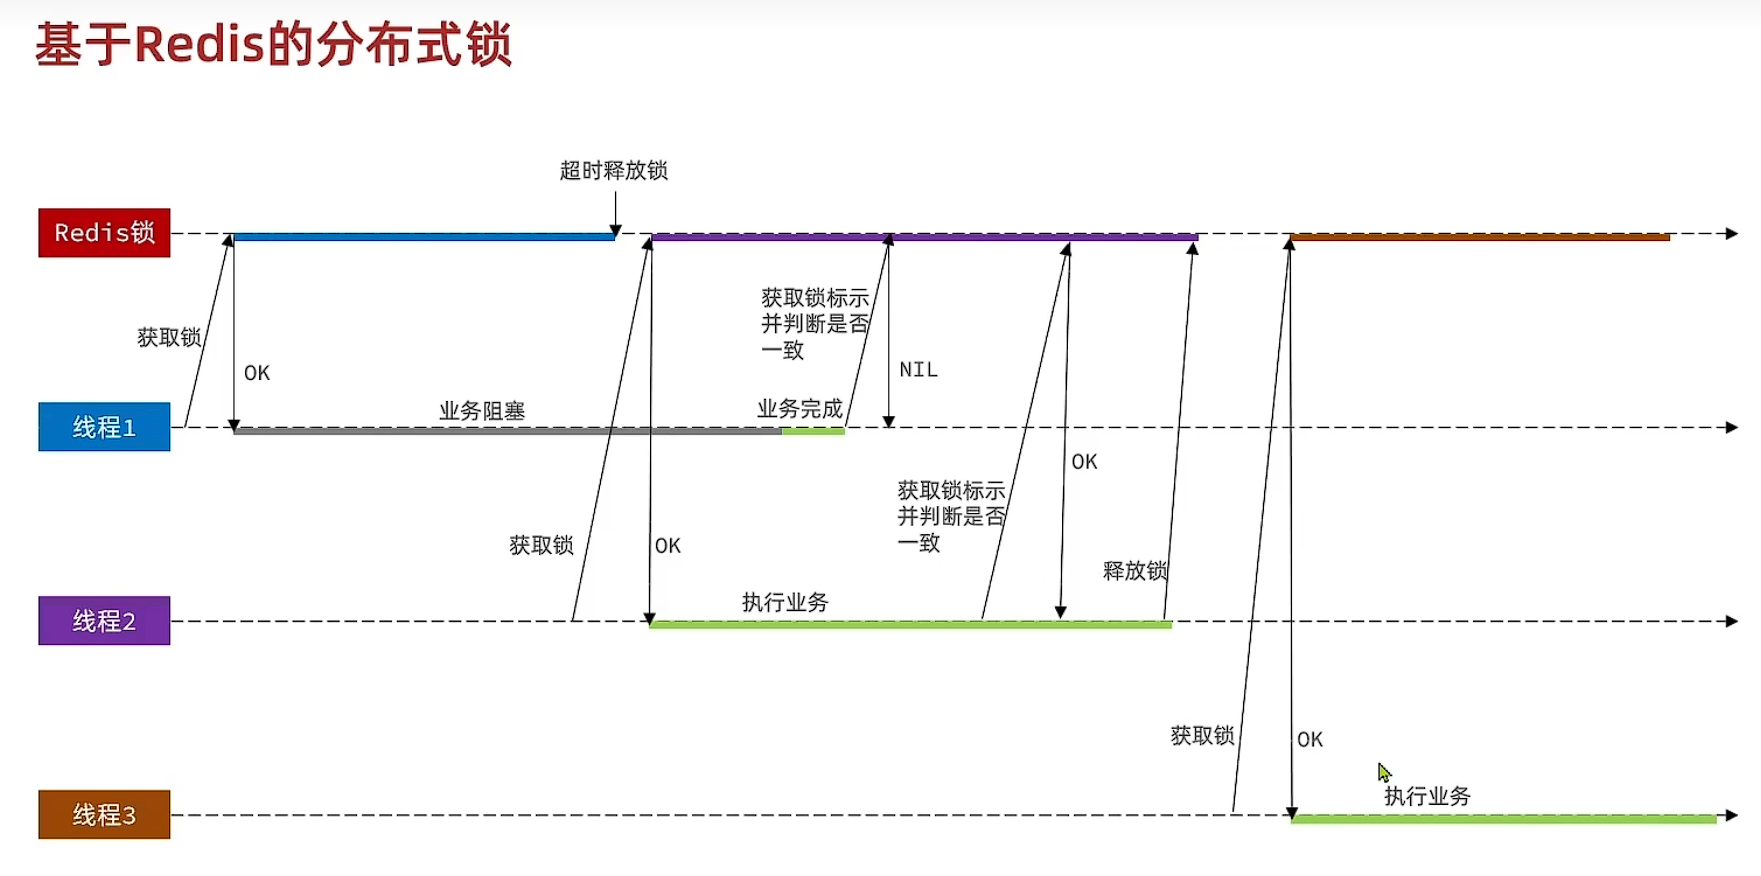 基于Redis的分布式锁
超时释放锁
Redis锁
获取锁
OK
获取锁标示
并判断是否
一致
NIL
业务阻塞
业务完成
线程1
OK
获取锁标示
并判断是否
一致
获取锁
OK
释放锁
执行业务
线程2
获取锁
OK
执行业务
线程3